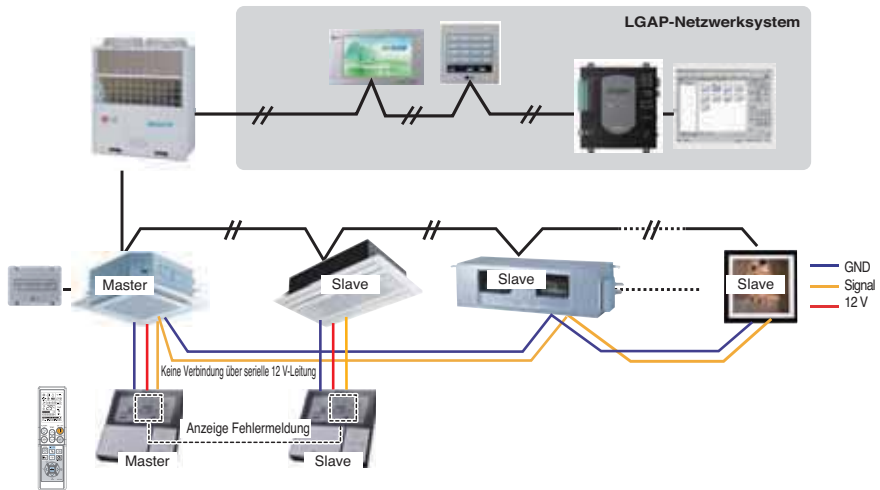 LGAP-Netzwerksystem
Master
Slave
Slave
Slave
GND
Signal
12 V
Keine Verbindung über serielle 12 V-Leitung
Anzeige Fehlermeldung
Master
Slave